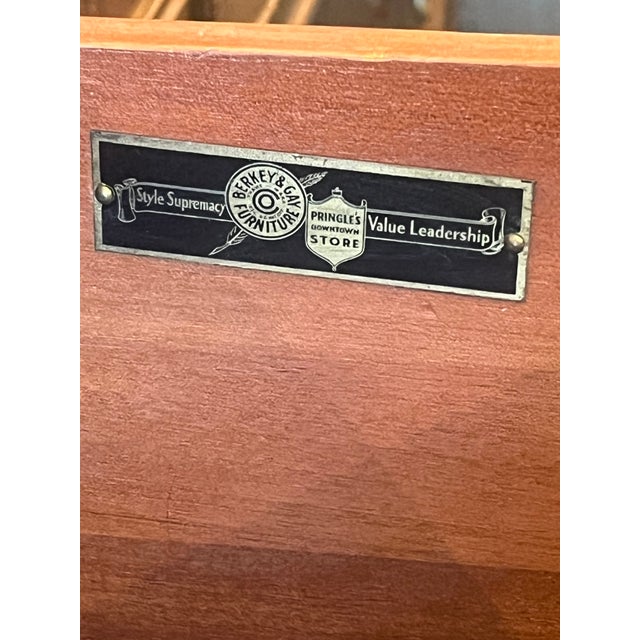 Style Supremacy
BERKEY & GAY
FURNITURE
PRINGLE'S
DOWNTOWN
STORE
Value Leadership